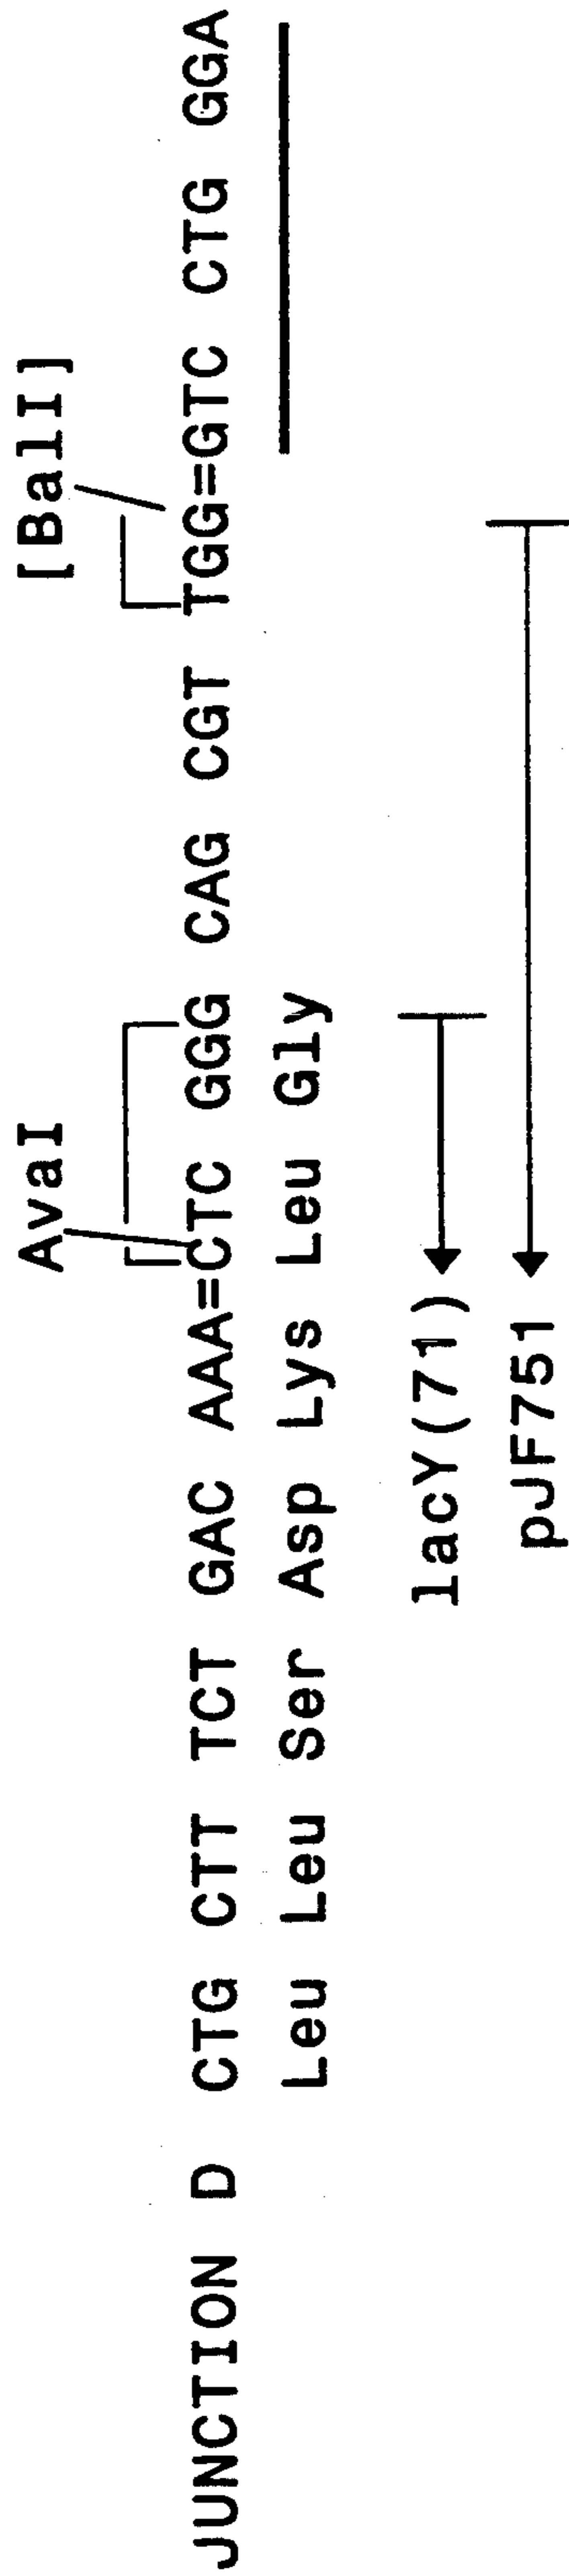 AvaI [BalI]
JUNCTION D CTG CTT TCT GAC AAA=CTC GGG CAG CGT TGG=GTC CTG GGA
Leu Leu Ser Asp Lys Leu Gly
lacY(71)
pJF751